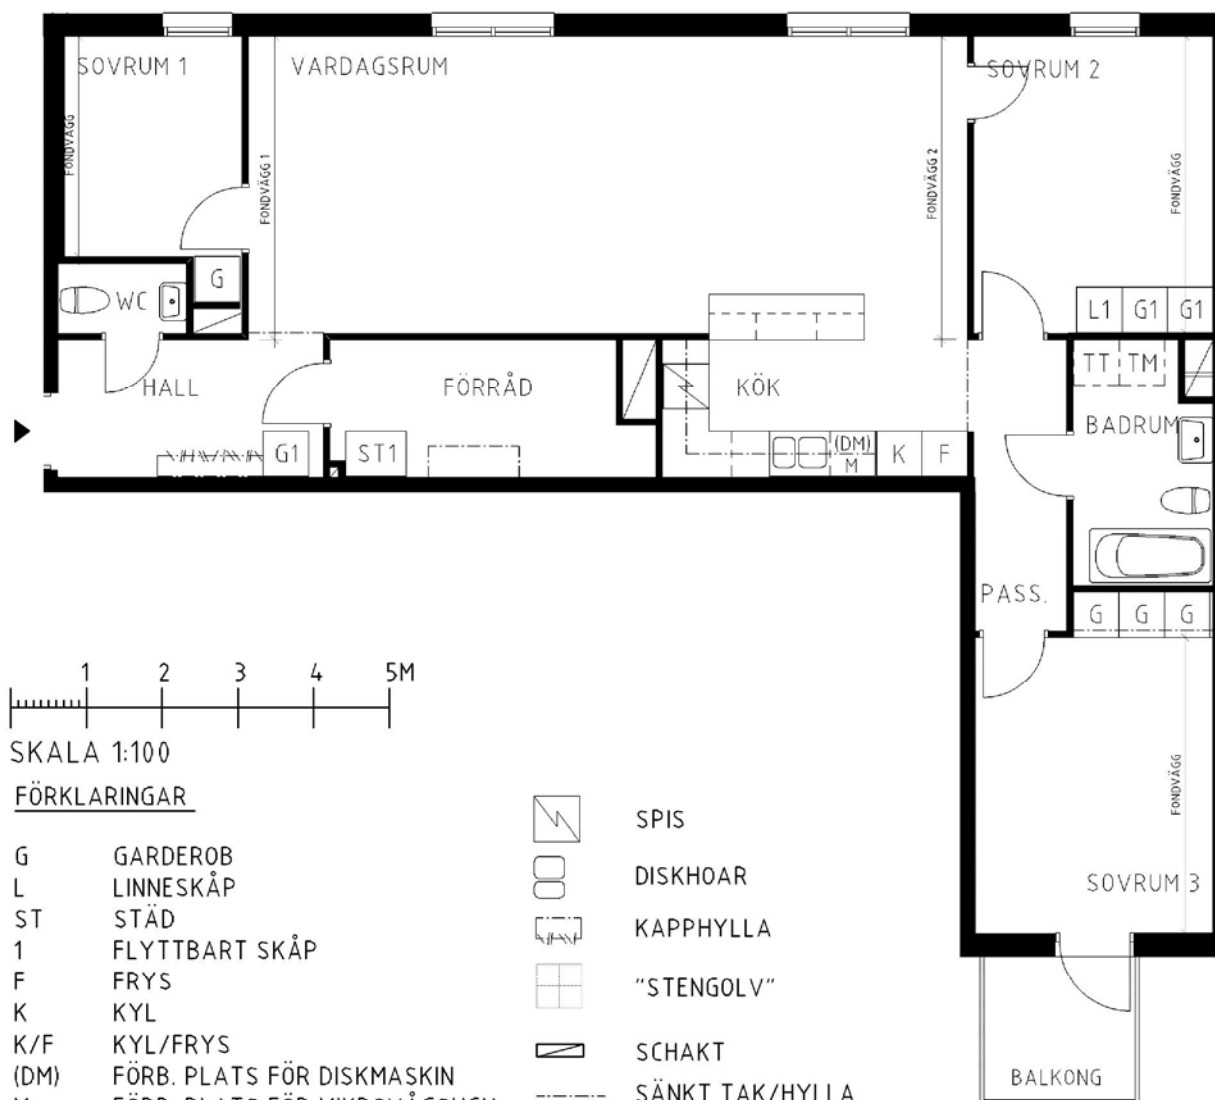 SOVRUM 1
VARDAGSRUM
SOVRUM 2
FONDVÄGG
FONDVÄGG 1
FONDVÄGG 2
FONDVÄGG
G
WC
L1 G1 G1
TT TM
HALL
FÖRRÅD
KÖK
BADRUM
G1
ST1
(DM)
M
K F
PASS.
G G G
1 2 3 4 5M
SKALA 1:100
FONDVÄGG
SOVRUM 3
BALKONG
FÖRKLARINGAR
G GARDEROB
L LINNESKÅP
ST STÄD
1 FLYTTBART SKÅP
F FRYS
K KYL
K/F KYL/FRYS
(DM) FÖRB. PLATS FÖR DISKMASKIN
SPIS
DISKHOAR
KAPPHYLLA
"STENGOLV"
SCHAKT
SÄNKT TAK/HYLLA